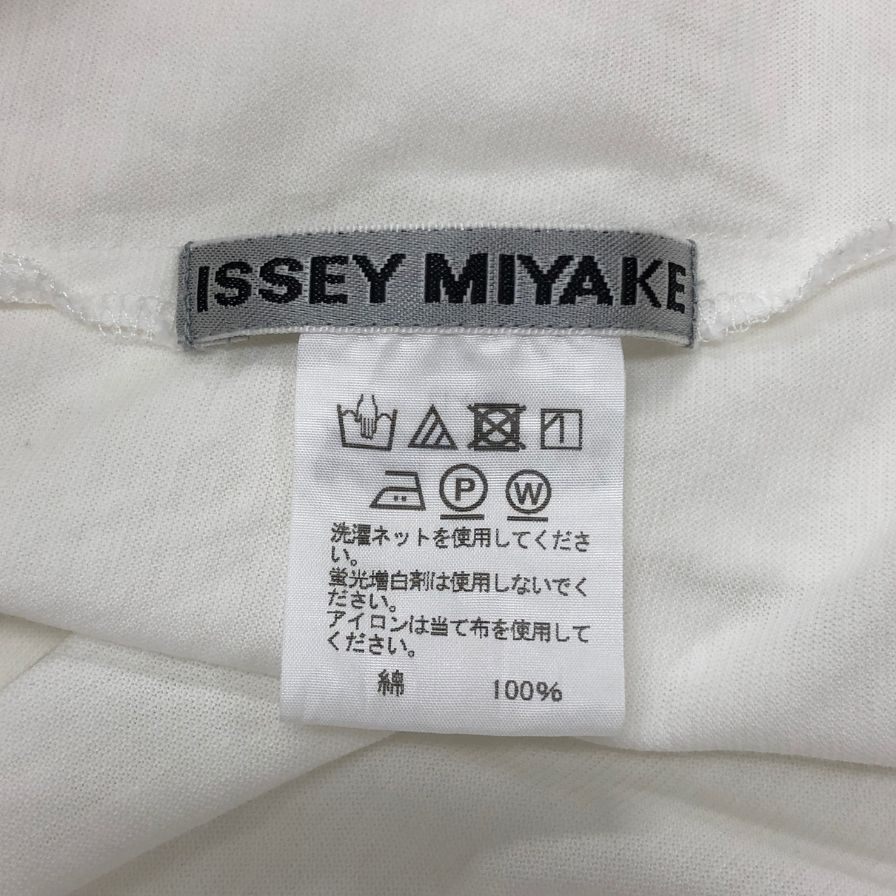 ISSEY MIYAKE
P W
洗濯ネットを使用してくださ
い。
蛍光増白剤は使用しないでく
ださい。
アイロンは当て布を使用して
ください。
綿 100%